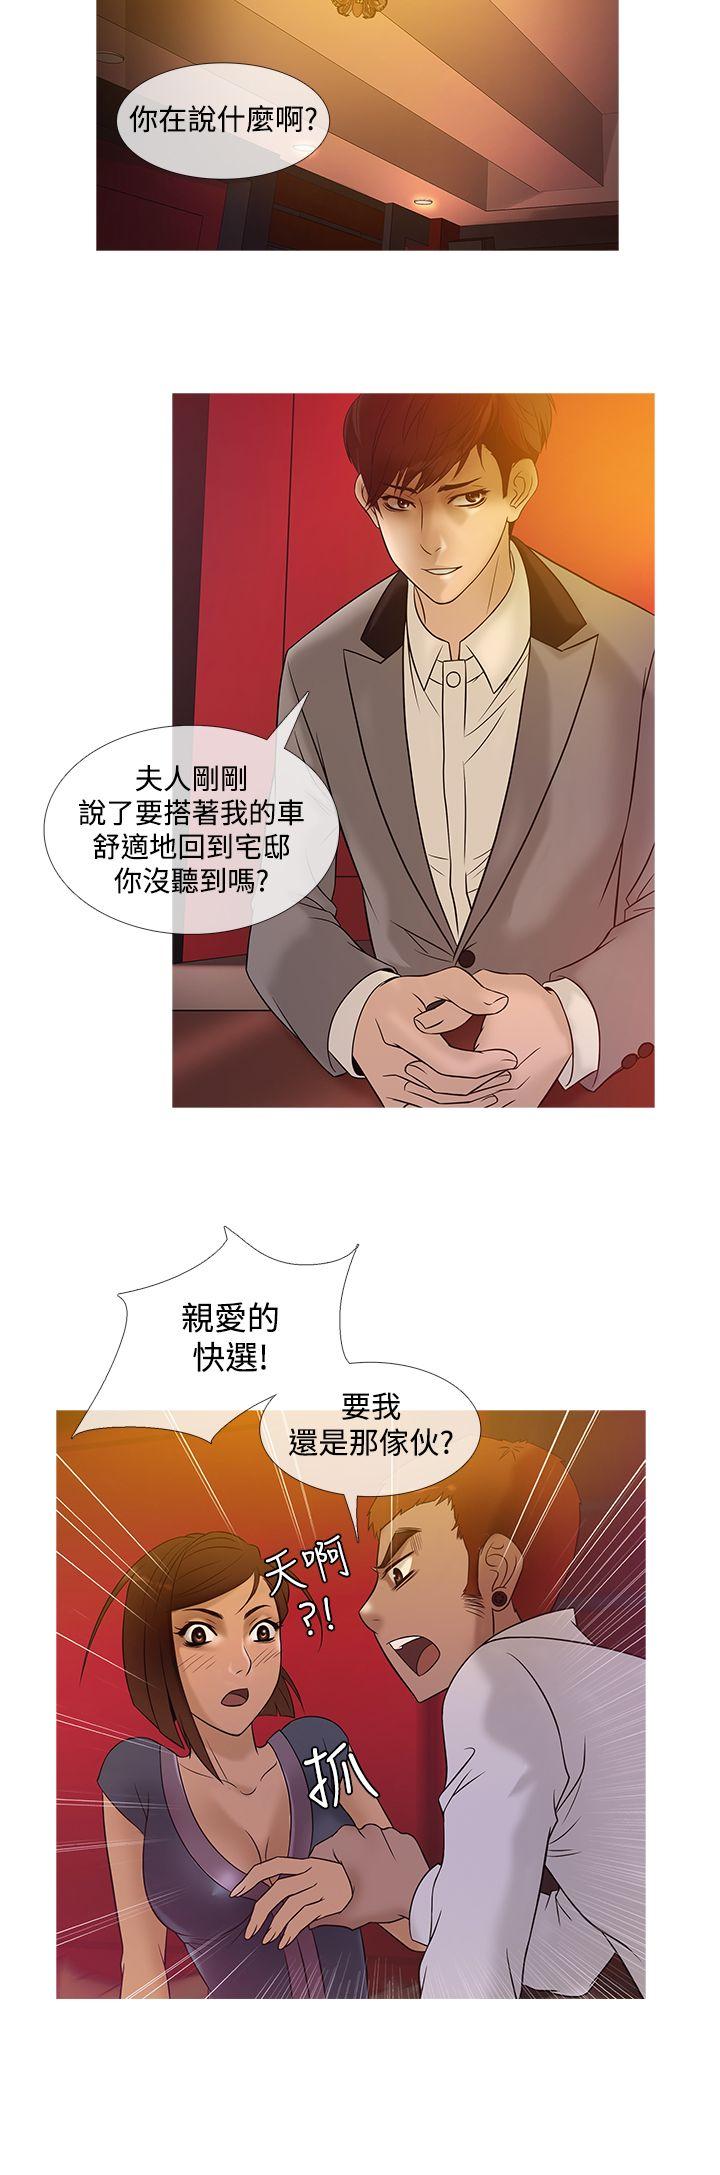 你在說什麼啊?
夫人剛剛
說了要搭著我的車
舒適地回到宅邸
你沒聽到嗎?
親愛的
快選!
要我
還是那傢伙?
天啊
?!
抓